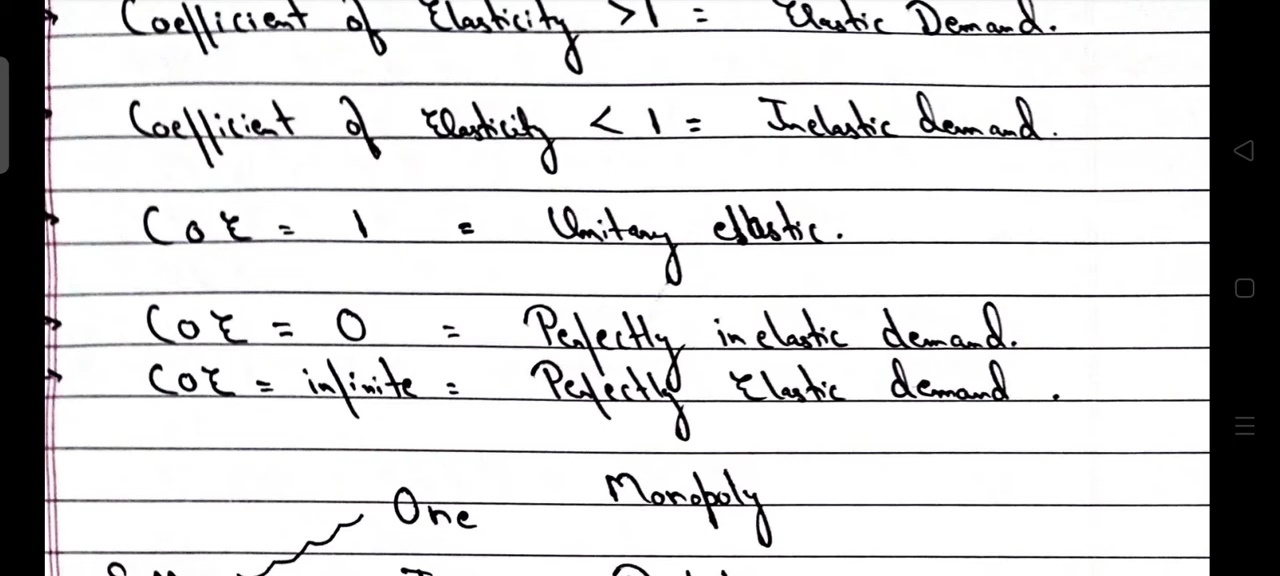 Coefficient of Elasticity >1 = Elastic Demand.
Coefficient of Elasticity < 1 = Inelastic demand.
COE = 1 = Unitary elastic.
COE = 0 = Perfectly inelastic demand.
COE = infinite = Perfectly Elastic demand.
One Monopoly